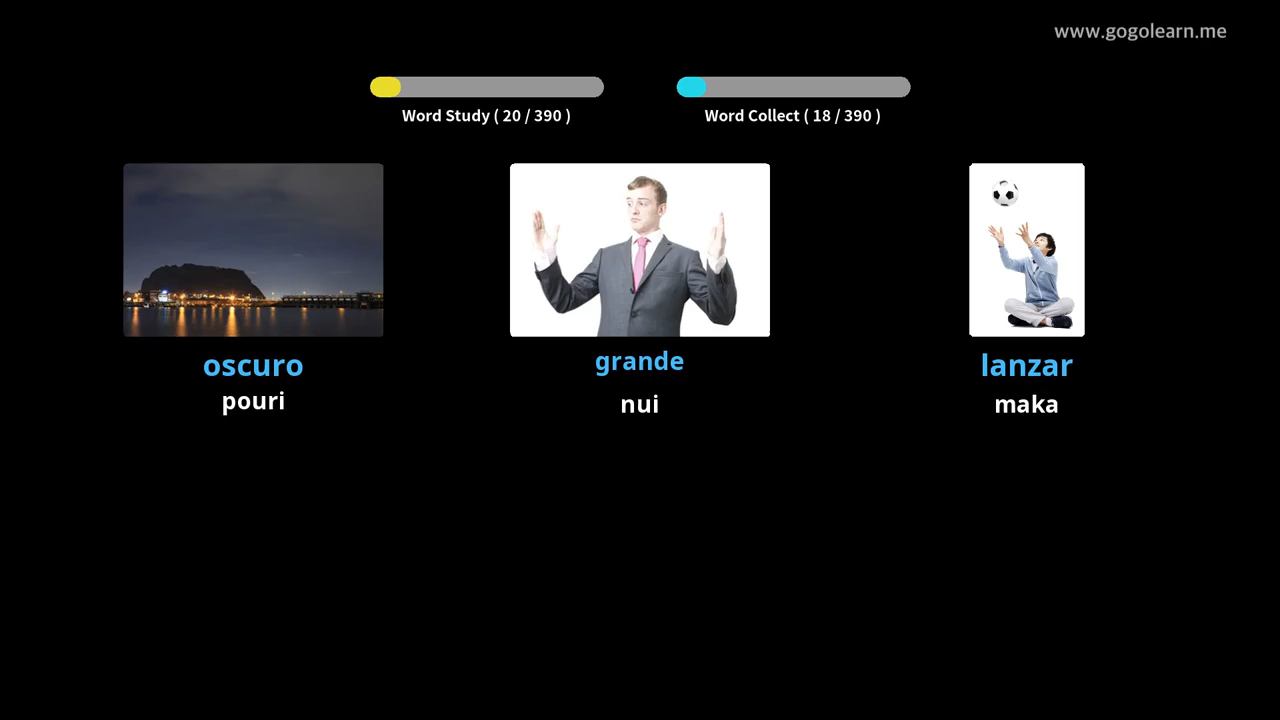 www.gogolearn.me
Word Study ( 20 / 390 )
Word Collect ( 18 / 390 )
oscuro
pouri
grande
nui
lanzar
maka